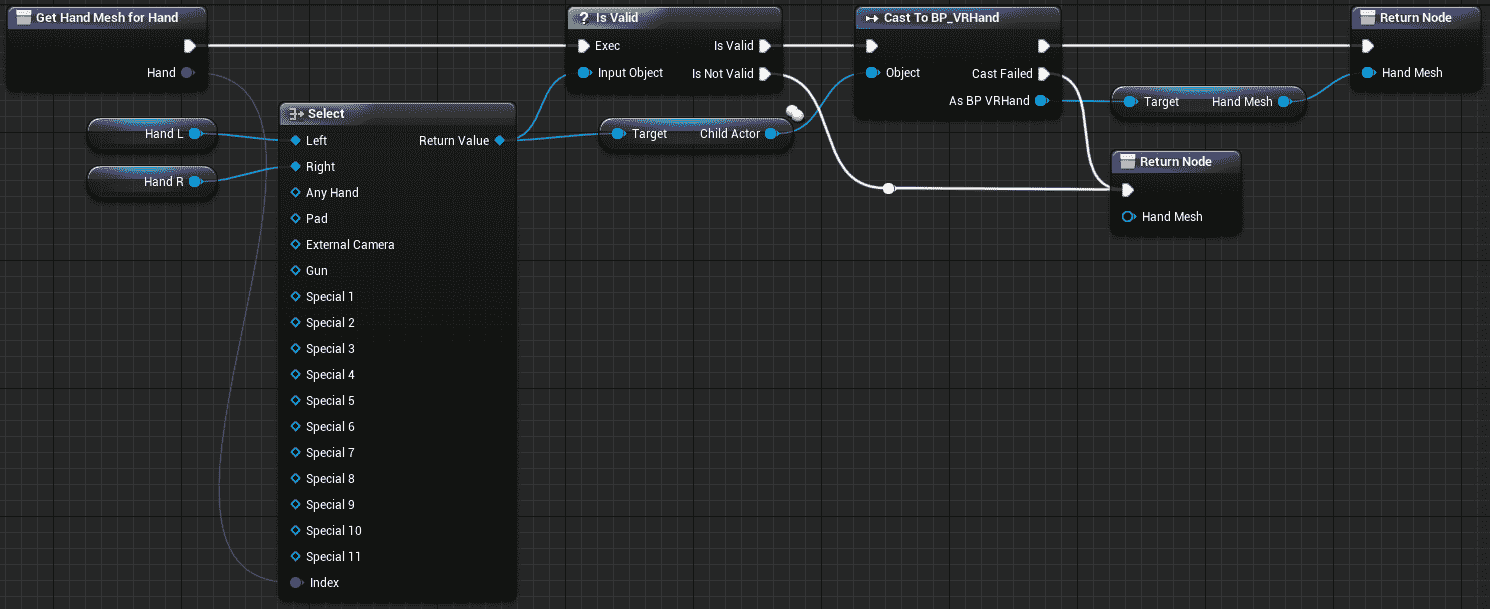 Get Hand Mesh for Hand
Hand
Hand L
Hand R
Select
Left
Return Value
Right
Any Hand
Pad
External Camera
Gun
Special 1
Special 2
Special 3
Special 4
Special 5
Special 6
Special 7
Special 8
Special 9
Special 10
Special 11
Index
? Is Valid
Exec
Is Valid
Input Object
Is Not Valid
Target
Child Actor
Cast To BP_VRHand
Object
Cast Failed
As BP VRHand
Target
Hand Mesh
Return Node
Hand Mesh
Return Node
Hand Mesh